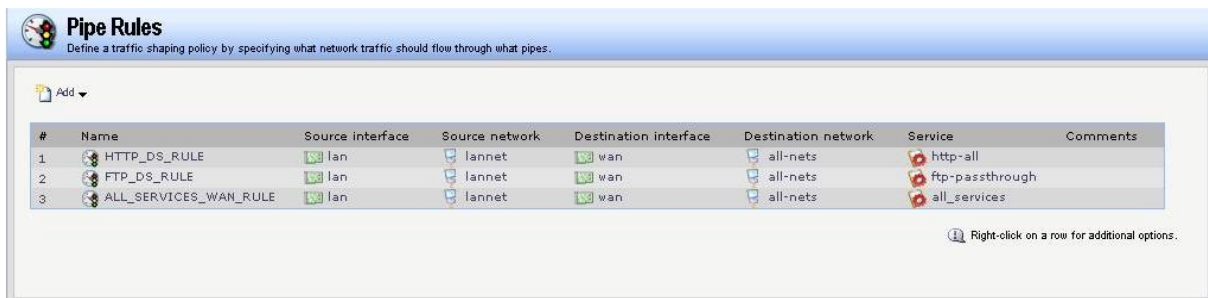 Pipe Rules
Define a traffic shaping policy by specifying what network traffic should flow through what pipes.
Add
# Name Source interface Source network Destination interface Destination network Service Comments
1 HTTP_DS_RULE lan lannet wan all-nets http-all
2 FTP_DS_RULE lan lannet wan all-nets ftp-passthrough
3 ALL_SERVICES_WAN_RULE lan lannet wan all-nets all_services
Right-click on a row for additional options.